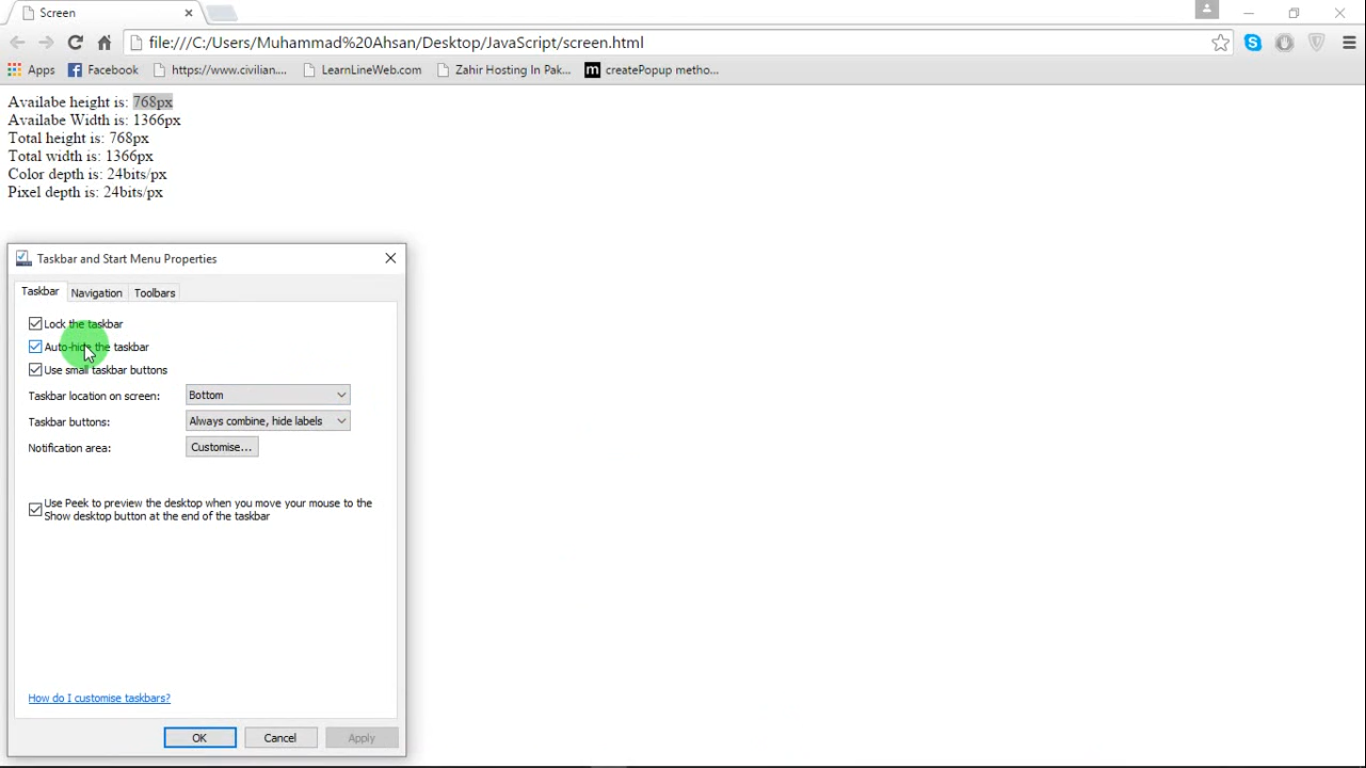 Screen
file:///C:/Users/Muhammad%20Ahsan/Desktop/JavaScript/screen.html
Apps Facebook https://www.civilian.... LearnLineWeb.com Zahir Hosting In Pak... m createPopup metho...
Availabe height is: 768px
Availabe Width is: 1366px
Total height is: 768px
Total width is: 1366px
Color depth is: 24bits/px
Pixel depth is: 24bits/px
Taskbar and Start Menu Properties
Taskbar Navigation Toolbars
Lock the taskbar
Auto-hide the taskbar
Use small taskbar buttons
Taskbar location on screen: Bottom
Taskbar buttons: Always combine, hide labels
Notification area: Customise...
Use Peek to preview the desktop when you move your mouse to the
Show desktop button at the end of the taskbar
How do I customise taskbars?
OK Cancel Apply